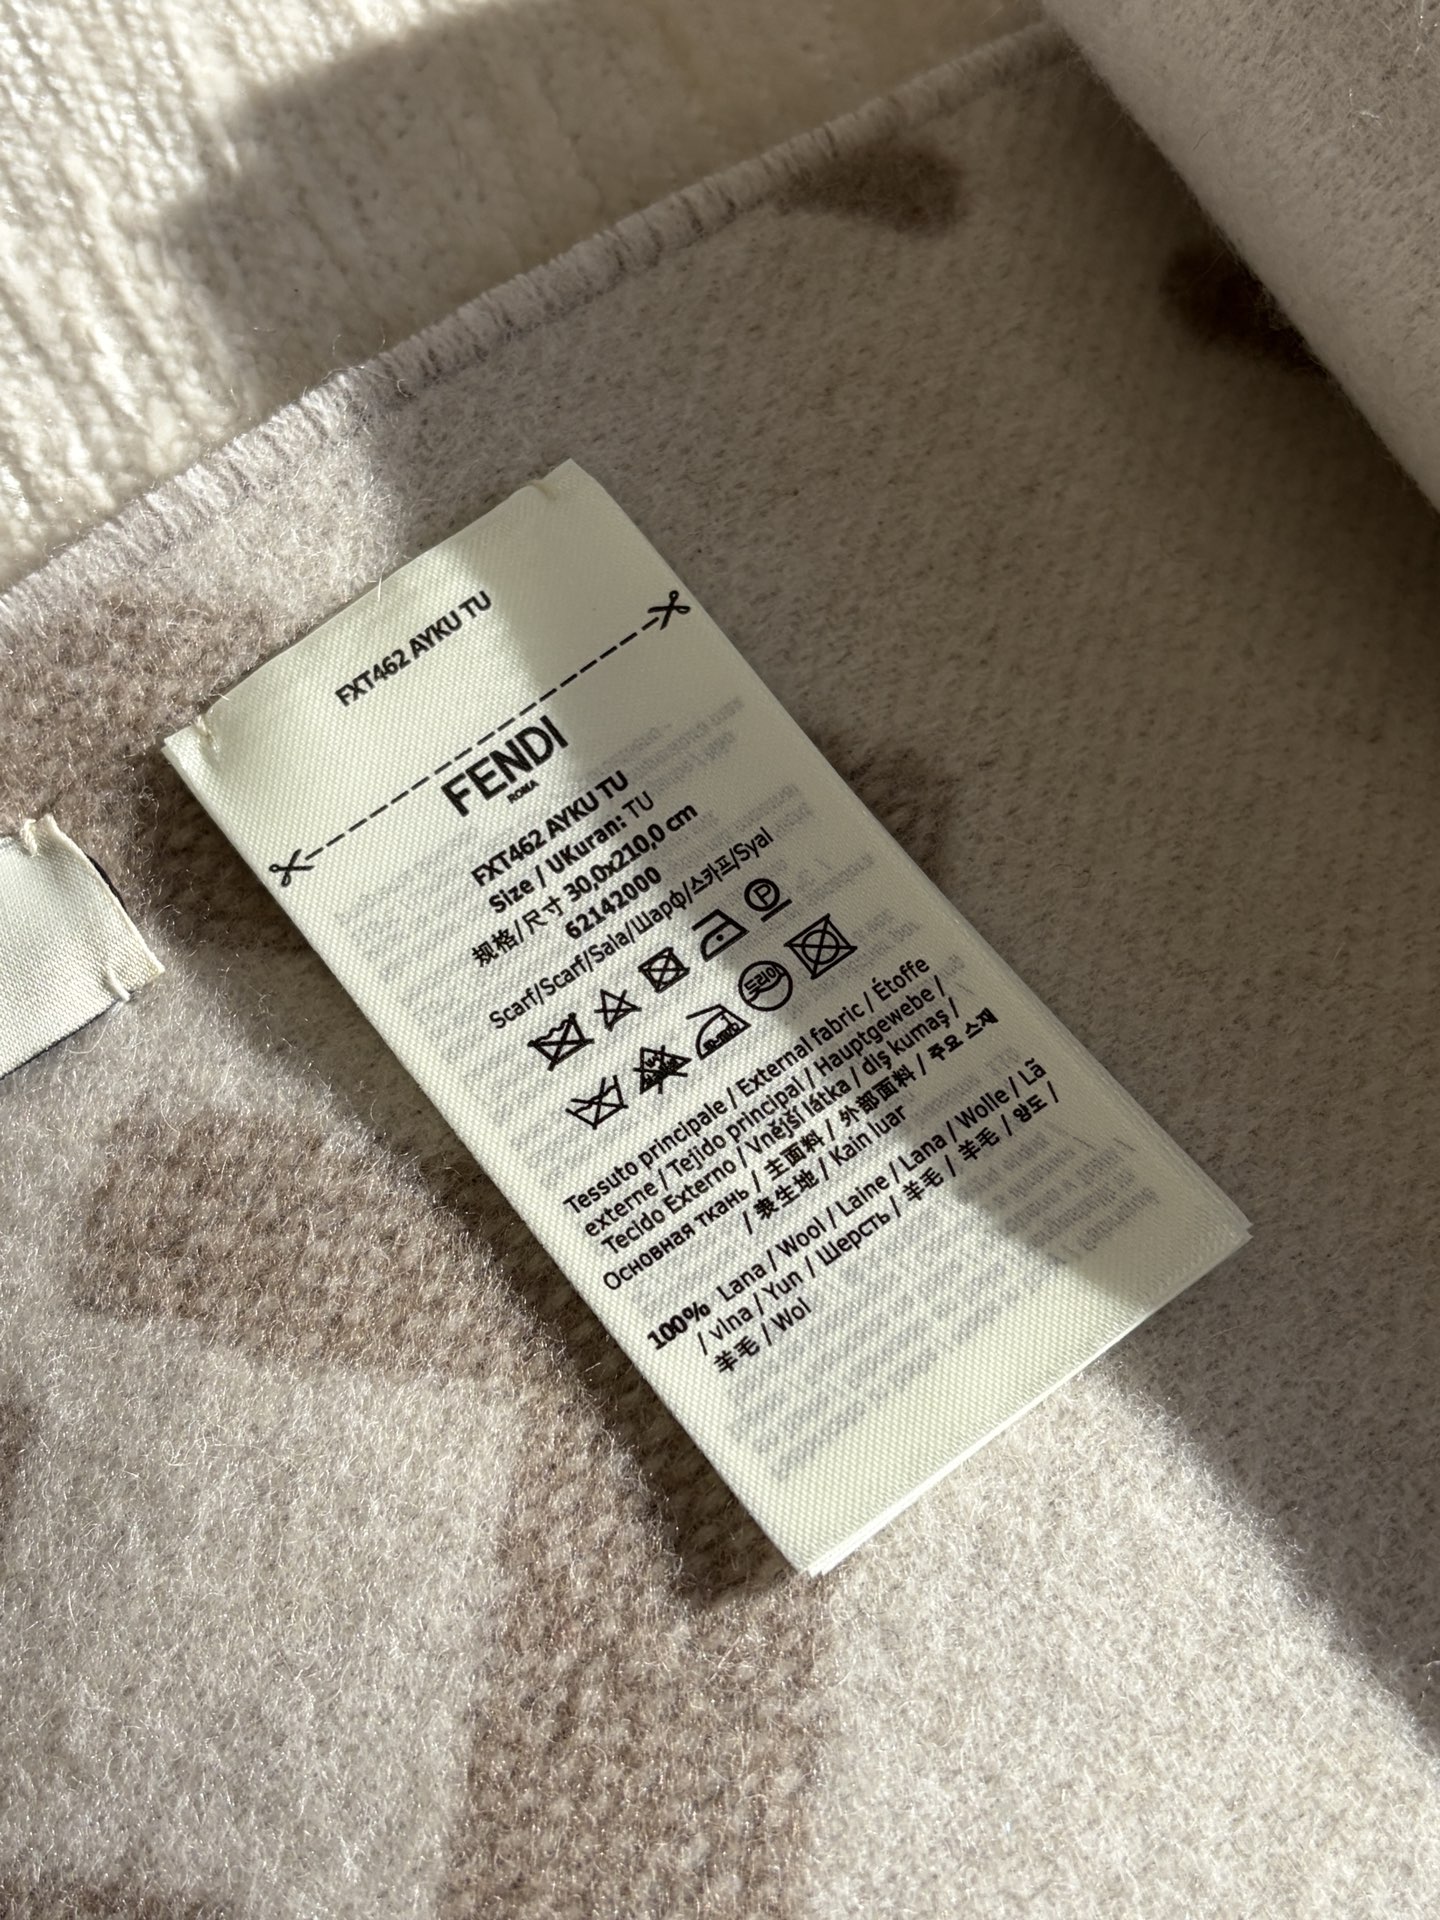 FXT462 AYKU TU
FENDI
ROMA
FXT462 AYKU TU
Size / UKuran: TU
规格/尺寸 30,0x210,0 cm
62142000
Scarf/Scarf/Sala/Шарф/스카프/Syal
P
드라이
Tessuto principale / External fabric / Étoffe
externe / Tejido principal / Hauptgewebe /
Tecido Externo / Vnější látka / dış kumaş /
Основная ткань / 主面料 / 外部面料 / 주요 소재
/ 表生地 / Kain luar
100% Lana / Wool / Laine / Lana / Wolle / Lã
/ vlna / Yun / Шерсть / 羊毛 / 羊毛 / 양도 /
羊毛 / Wol